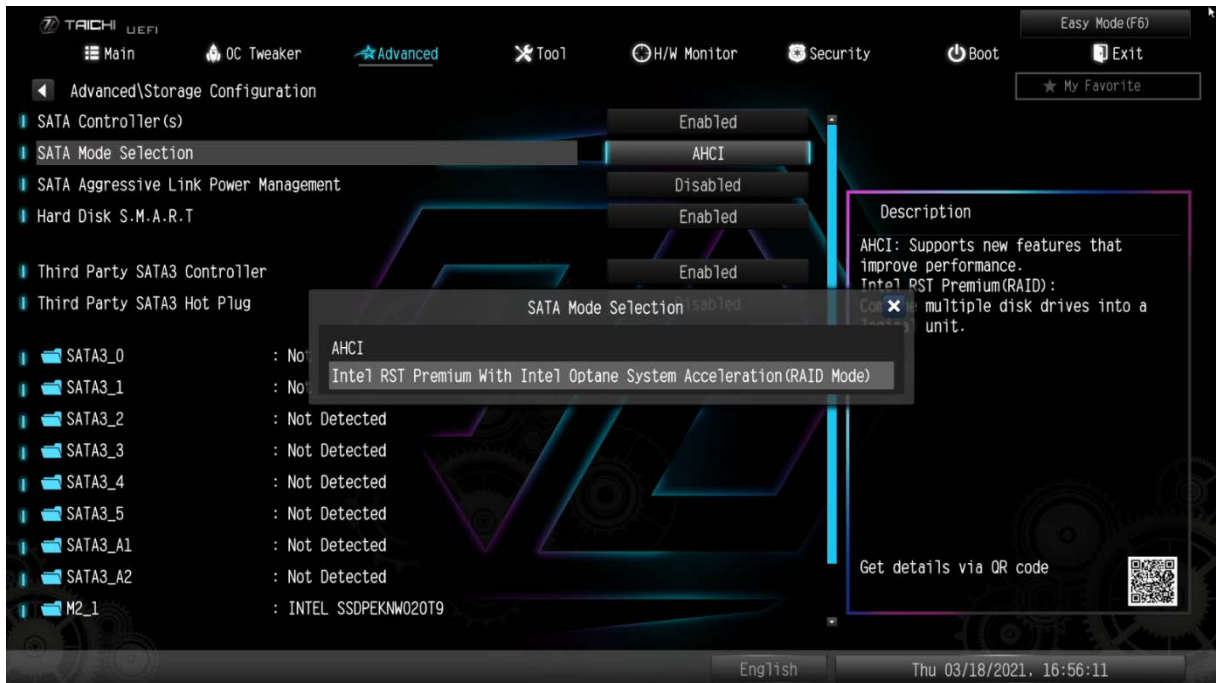 TAICHI UEFI
Easy Mode(F6)
Main OC Tweaker Advanced Tool H/W Monitor Security Boot Exit
Advanced\Storage Configuration
My Favorite
SATA Controller(s) Enabled
SATA Mode Selection AHCI
SATA Aggressive Link Power Management Disabled
Hard Disk S.M.A.R.T Enabled
Third Party SATA3 Controller Enabled
Third Party SATA3 Hot Plug Disabled
SATA Mode Selection
AHCI
Intel RST Premium With Intel Optane System Acceleration(RAID Mode)
SATA3_0 : Not
SATA3_1 : Not
SATA3_2 : Not Detected
SATA3_3 : Not Detected
SATA3_4 : Not Detected
SATA3_5 : Not Detected
SATA3_A1 : Not Detected
SATA3_A2 : Not Detected
M2_1 : INTEL SSDPEKNW020T9
Description
AHCI: Supports new features that
improve performance.
Intel RST Premium(RAID):
multiple disk drives into a
unit.
Get details via QR code
English
Thu 03/18/2021, 16:56:11